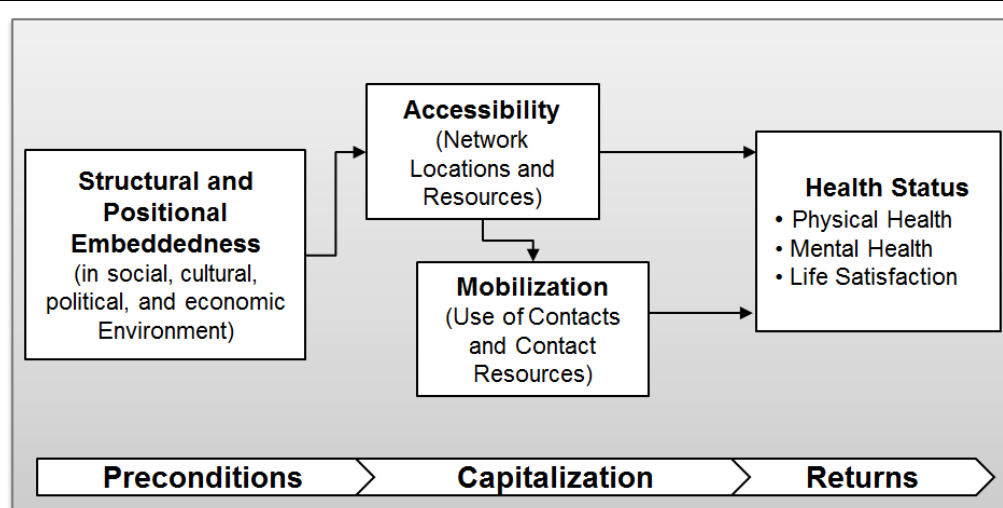 Structural and
Positional
Embeddedness
(in social, cultural,
political, and economic
Environment)
Accessibility
(Network
Locations and
Resources)
Mobilization
(Use of Contacts
and Contact
Resources)
Health Status
• Physical Health
• Mental Health
• Life Satisfaction
Preconditions
Capitalization
Returns